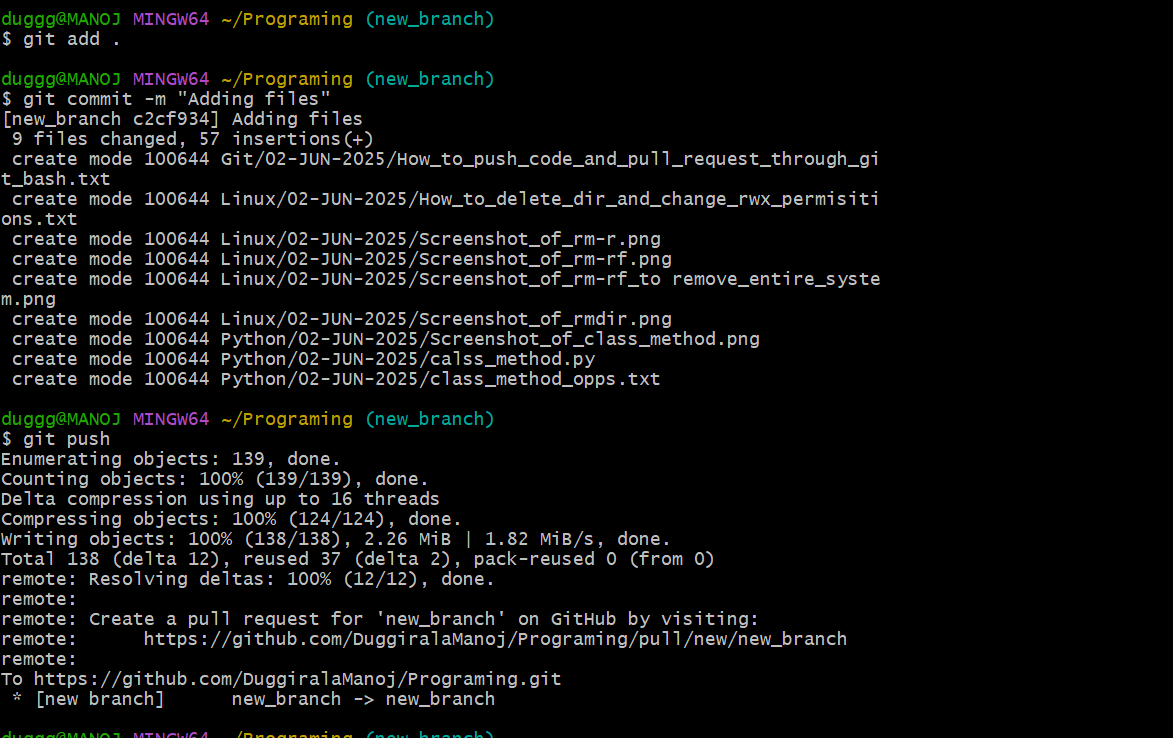 duggg@MANOJ MINGW64 ~/Programing (new_branch)
$ git add .
duggg@MANOJ MINGW64 ~/Programing (new_branch)
$ git commit -m "Adding files"
[new_branch c2cf934] Adding files
 9 files changed, 57 insertions(+)
 create mode 100644 Git/02-JUN-2025/How_to_push_code_and_pull_request_through_gi
t_bash.txt
 create mode 100644 Linux/02-JUN-2025/How_to_delete_dir_and_change_rwx_permisiti
ons.txt
 create mode 100644 Linux/02-JUN-2025/Screenshot_of_rm-r.png
 create mode 100644 Linux/02-JUN-2025/Screenshot_of_rm-rf.png
 create mode 100644 Linux/02-JUN-2025/Screenshot_of_rm-rf_to remove_entire_syste
m.png
 create mode 100644 Linux/02-JUN-2025/Screenshot_of_rmdir.png
 create mode 100644 Python/02-JUN-2025/Screenshot_of_class_method.png
 create mode 100644 Python/02-JUN-2025/calss_method.py
 create mode 100644 Python/02-JUN-2025/class_method_opps.txt
duggg@MANOJ MINGW64 ~/Programing (new_branch)
$ git push
Enumerating objects: 139, done.
Counting objects: 100% (139/139), done.
Delta compression using up to 16 threads
Compressing objects: 100% (124/124), done.
Writing objects: 100% (138/138), 2.26 MiB | 1.82 MiB/s, done.
Total 138 (delta 12), reused 37 (delta 2), pack-reused 0 (from 0)
remote: Resolving deltas: 100% (12/12), done.
remote:
remote: Create a pull request for 'new_branch' on GitHub by visiting:
remote:      https://github.com/DuggiralaManoj/Programing/pull/new/new_branch
remote:
To https://github.com/DuggiralaManoj/Programing.git
 * [new branch]      new_branch -> new_branch
duggg@MANOJ MINGW64 ~/Programing (new_branch)